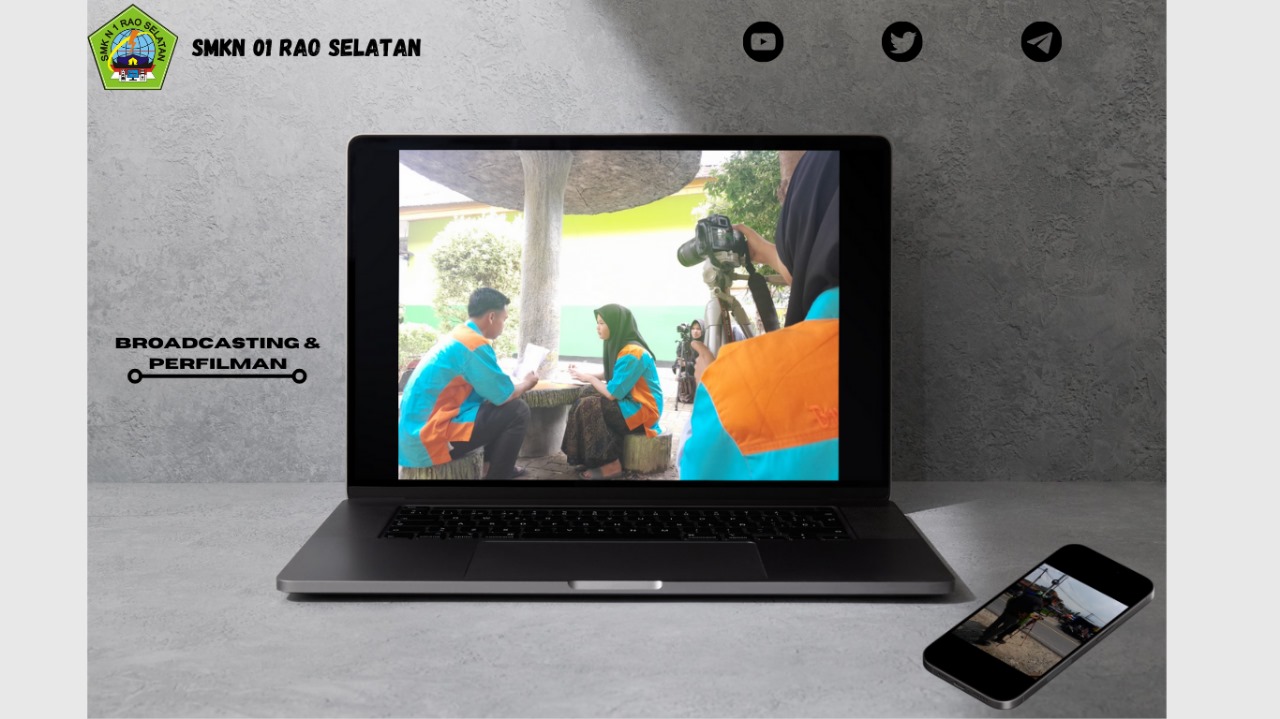 SMK N 1 RAO SELATAN
SMKN 01 RAO SELATAN
BROADCASTING &
PERFILMAN